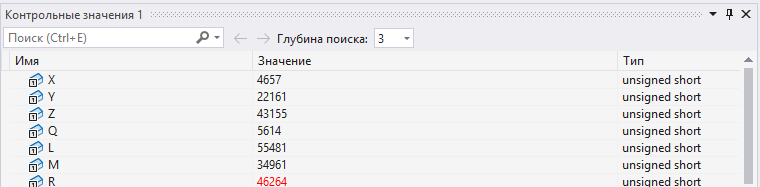 Контрольные значения 1
Поиск (Ctrl+E) Глубина поиска: 3
Имя Значение Тип
X 4657 unsigned short
Y 22161 unsigned short
Z 43155 unsigned short
Q 5614 unsigned short
L 55481 unsigned short
M 34961 unsigned short
R 46264 unsigned short